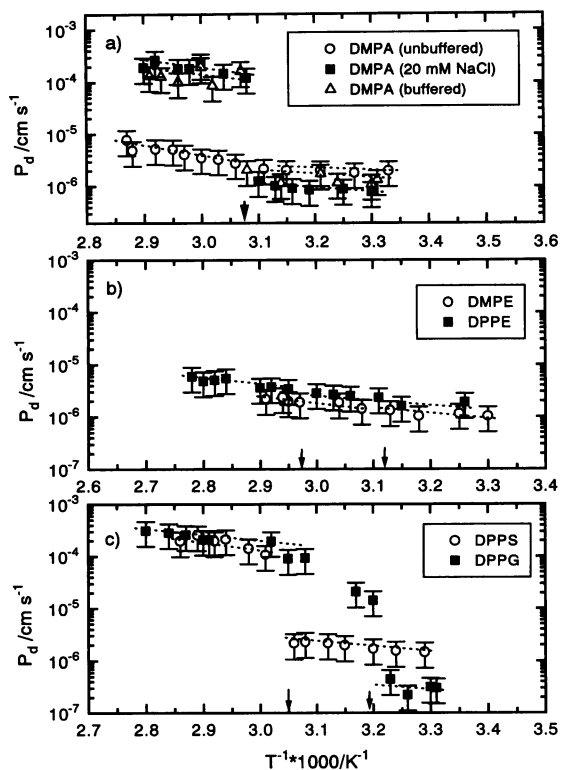 a)
DMPA (unbuffered)
DMPA (20 mM NaCl)
DMPA (buffered)
10⁻³
10⁻⁴
10⁻⁵
10⁻⁶
P_d /cm s⁻¹
2.8 2.9 3.0 3.1 3.2 3.3 3.4 3.5 3.6
b)
DMPE
DPPE
10⁻³
10⁻⁴
10⁻⁵
10⁻⁶
10⁻⁷
P_d /cm s⁻¹
2.6 2.7 2.8 2.9 3.0 3.1 3.2 3.3 3.4
c)
DPPS
DPPG
10⁻³
10⁻⁴
10⁻⁵
10⁻⁶
10⁻⁷
P_d /cm s⁻¹
2.7 2.8 2.9 3.0 3.1 3.2 3.3 3.4 3.5
T⁻¹*1000/K⁻¹